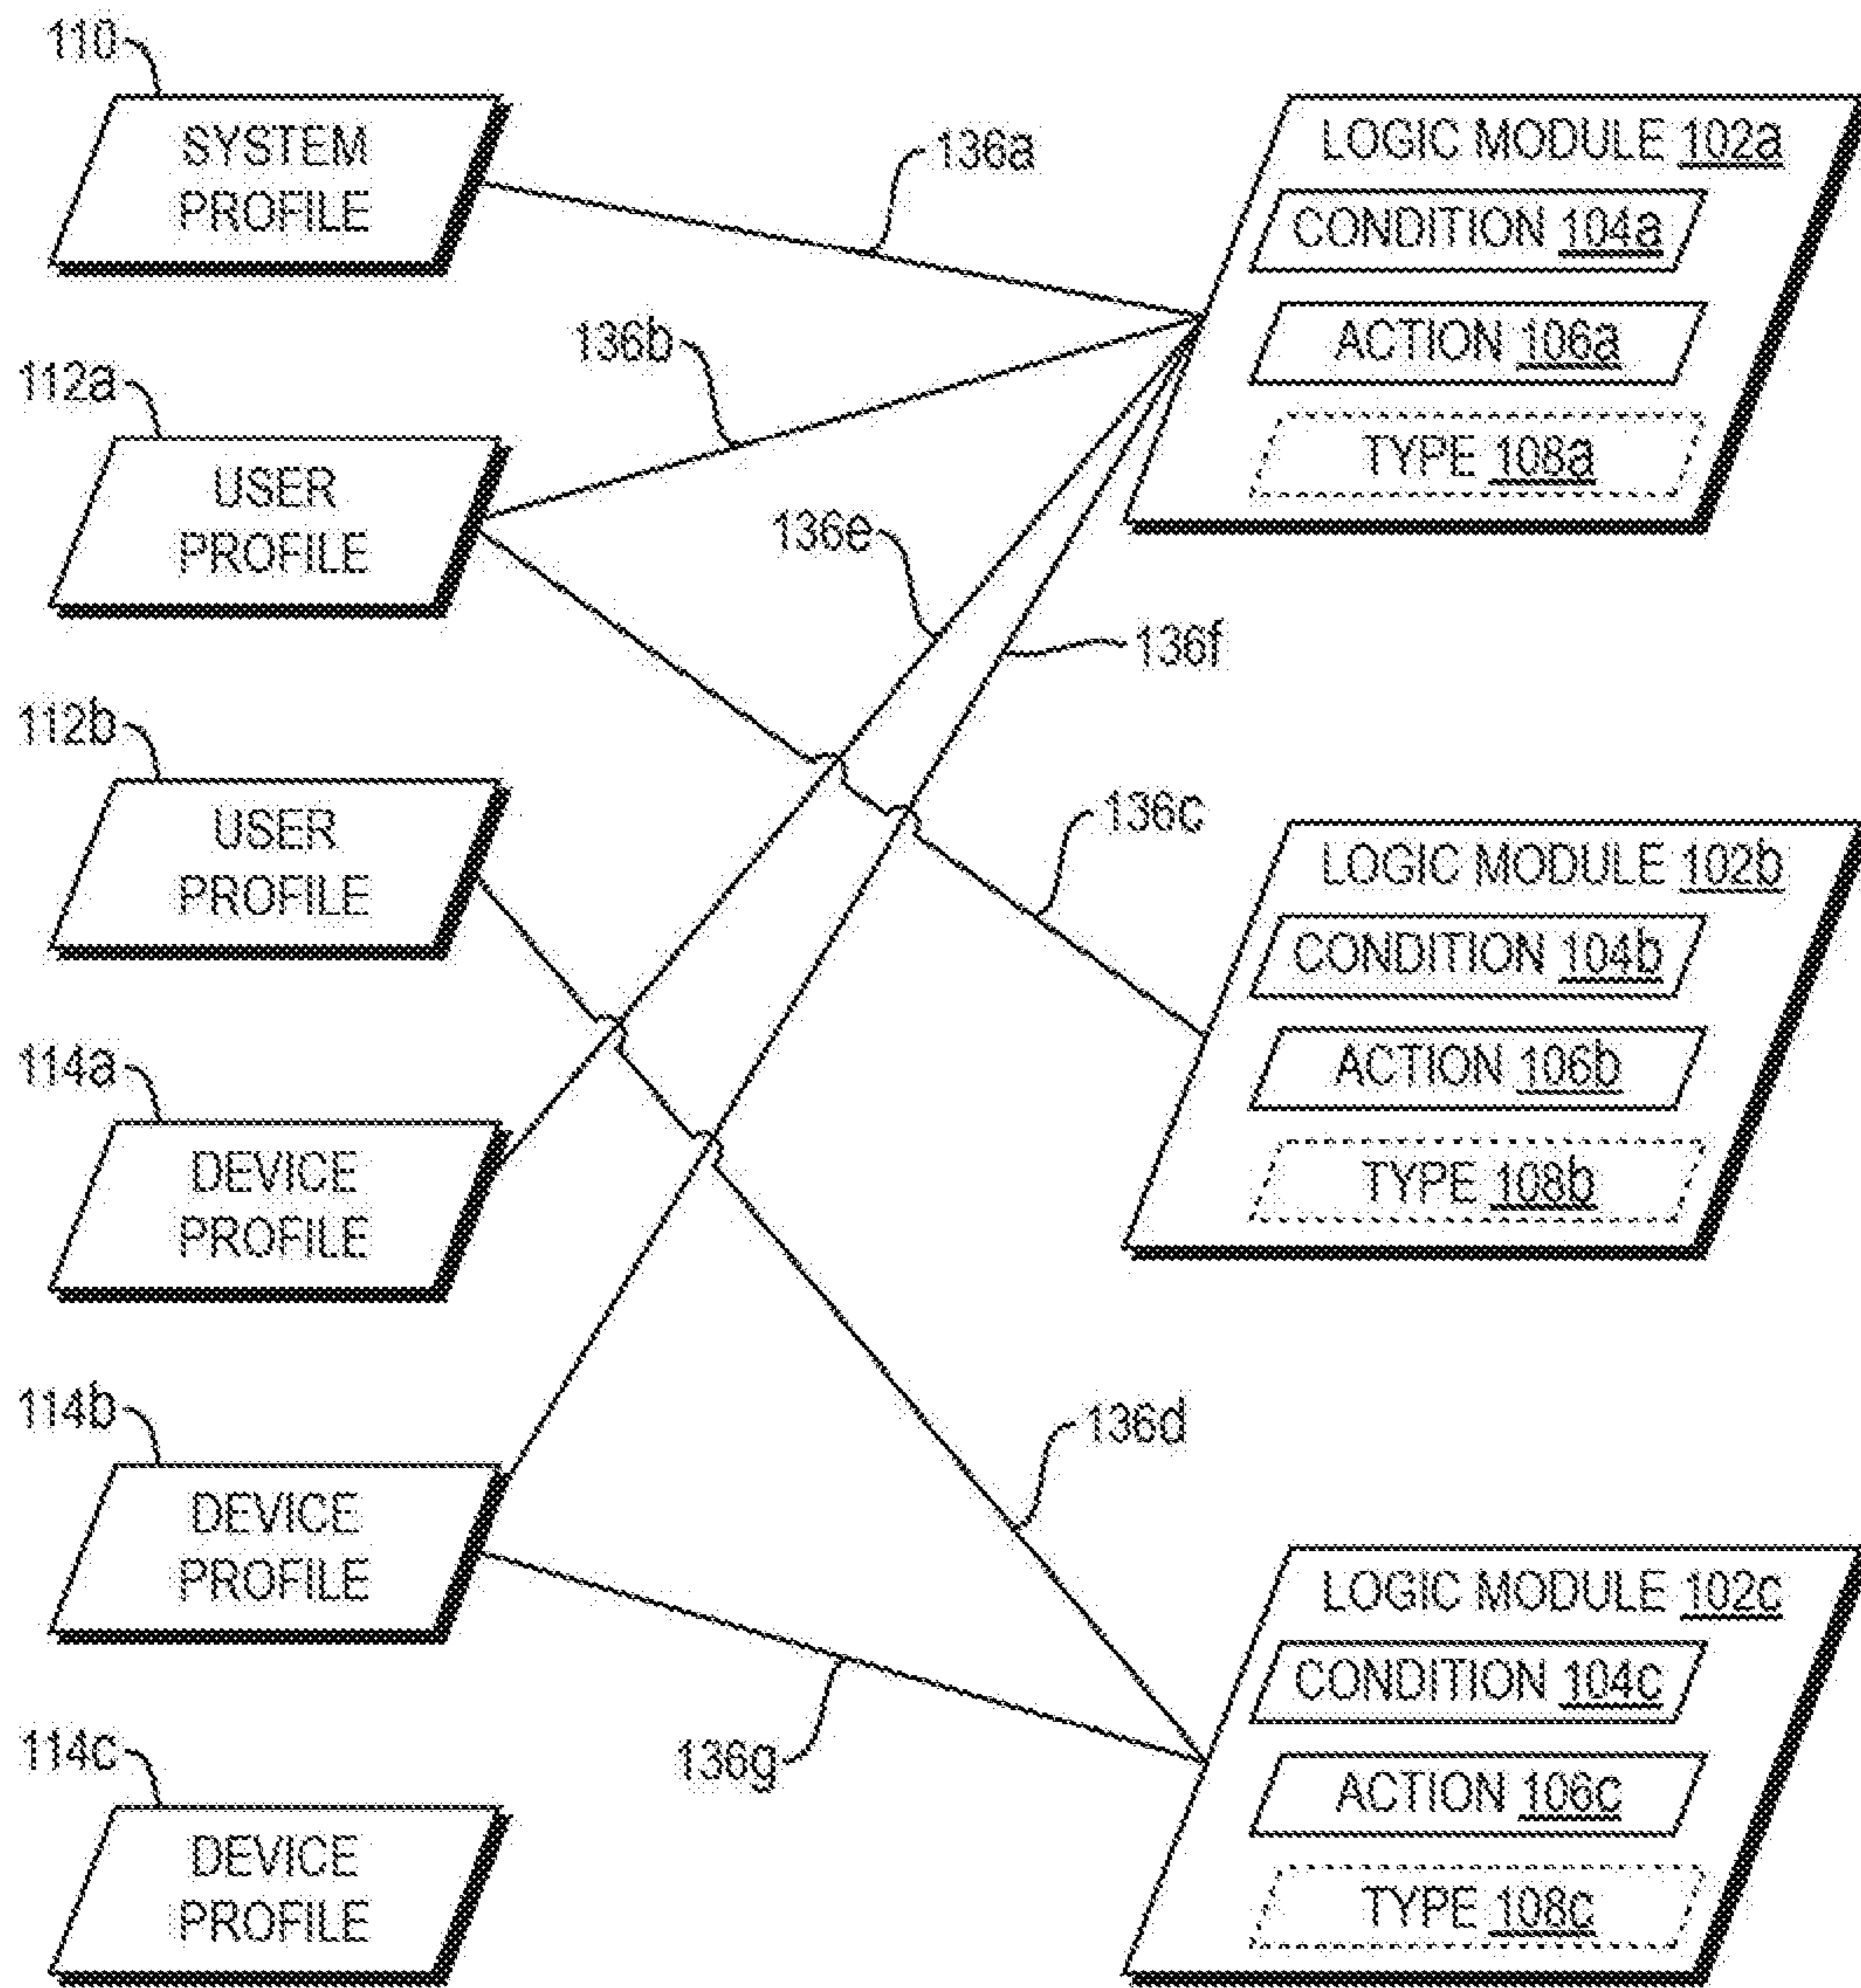 110
SYSTEM
PROFILE
136a
LOGIC MODULE 102a
CONDITION 104a
ACTION 106a
TYPE 108a
136b
112a
USER
PROFILE
136e
136f
112b
USER
PROFILE
136c
LOGIC MODULE 102b
CONDITION 104b
ACTION 106b
TYPE 108b
114a
DEVICE
PROFILE
114b
DEVICE
PROFILE
136d
LOGIC MODULE 102c
CONDITION 104c
ACTION 106c
TYPE 108c
136g
114c
DEVICE
PROFILE